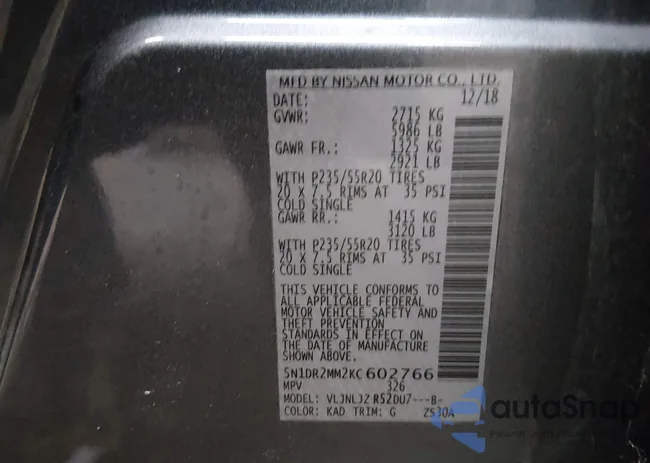 MFD BY NISSAN MOTOR CO., LTD.
DATE: 12/18
GVWR: 2715 KG
5986 LB
GAWR FR.: 1325 KG
2921 LB
WITH P235/55R20 TIRES
20 X 7.5 RIMS AT 35 PSI
COLD SINGLE
GAWR RR.: 1415 KG
3120 LB
WITH P235/55R20 TIRES
20 X 7.5 RIMS AT 35 PSI
COLD SINGLE
THIS VEHICLE CONFORMS TO
ALL APPLICABLE FEDERAL
MOTOR VEHICLE SAFETY AND
THEFT PREVENTION
STANDARDS IN EFFECT ON
THE DATE OF MANUFACTURE
SHOWN ABOVE.
5N1DR2MM2KC602766
MPV 326
MODEL: R52DU7---8-
COLOR: KAD TRIM: G
autoSnap